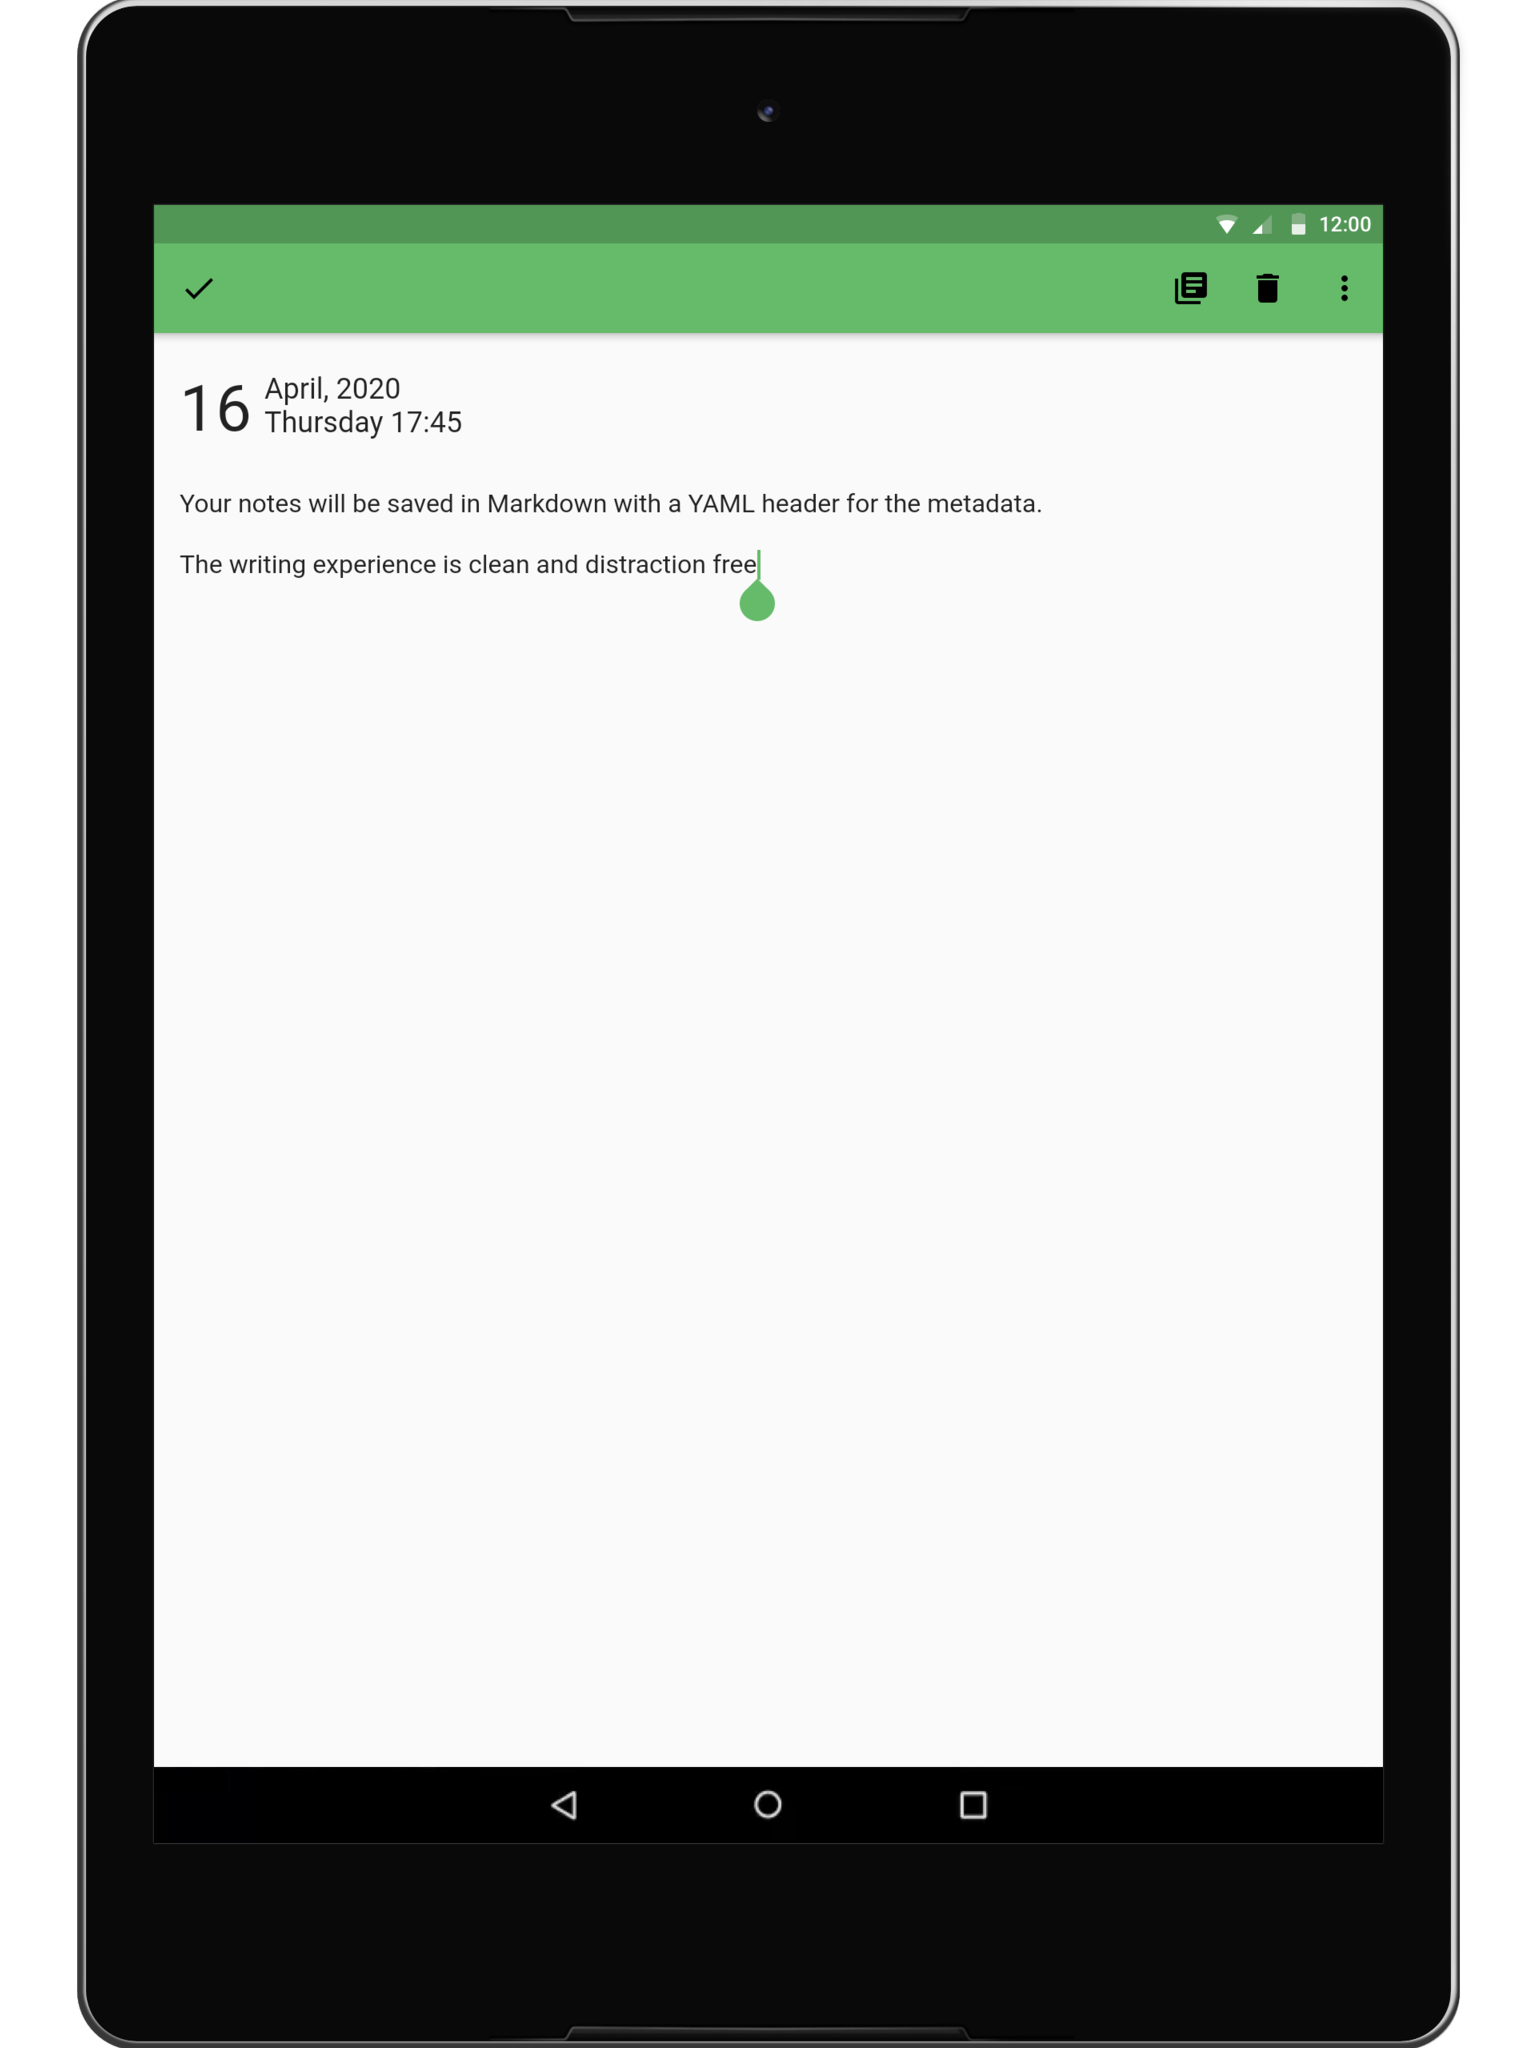 12:00
16
April, 2020
Thursday 17:45
Your notes will be saved in Markdown with a YAML header for the metadata.
The writing experience is clean and distraction free